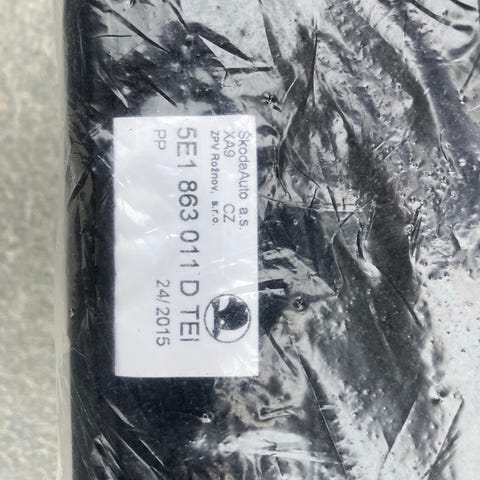 ŠkodaAuto a.s.
XA9 CZ
ZPV Rožnov, s.r.o.
5E1 863 011 D TEI
PP 24/2015